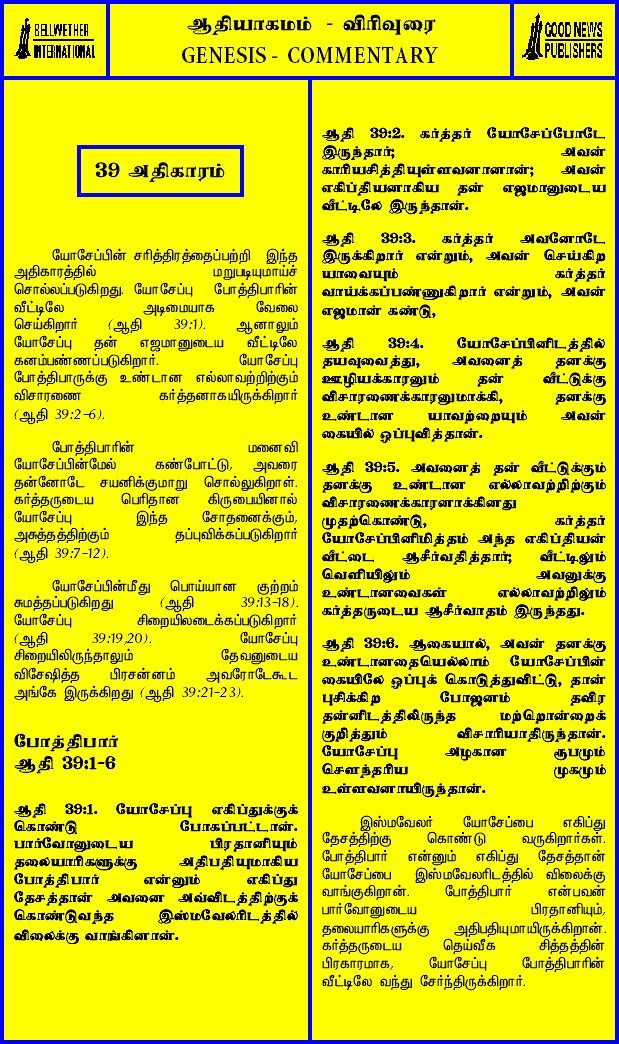 BELLWETHER
INTERNATIONAL
ஆதியாகமம் - விரிவுரை
GENESIS - COMMENTARY
GOOD NEWS
PUBLISHERS
39 அதிகாரம்
யோசேப்பின் சரித்திரத்தைப்பற்றி இந்த
அதிகாரத்தில் மறுபடியுமாய்ச்
சொல்லப்படுகிறது. யோசேப்பு போத்திபாரின்
வீட்டிலே அடிமையாக வேலை
செய்கிறார் (ஆதி 39:1). ஆனாலும்
யோசேப்பு தன் எஜமானுடைய வீட்டிலே
கனம்பண்ணப்படுகிறார். யோசேப்பு
போத்திபாருக்கு உண்டான எல்லாவற்றிற்கும்
விசாரணை கர்த்தனாகயிருக்கிறார்
(ஆதி 39:2-6).
போத்திபாரின் மனைவி
யோசேப்பின்மேல் கண்போட்டு, அவரை
தன்னோடே சயனிக்குமாறு சொல்லுகிறாள்.
கர்த்தருடைய பெரிதான கிருபையினால்
யோசேப்பு இந்த சோதனைக்கும்,
அசுத்தத்திற்கும் தப்புவிக்கப்படுகிறார்
(ஆதி 39:7-12).
யோசேப்பின்மீது பொய்யான குற்றம்
சுமத்தப்படுகிறது (ஆதி 39:13-18).
யோசேப்பு சிறையிலடைக்கப்படுகிறார்
(ஆதி 39:19,20). யோசேப்பு
சிறையிலிருந்தாலும் தேவனுடைய
விசேஷித்த பிரசன்னம் அவரோடேகூட
அங்கே இருக்கிறது (ஆதி 39:21-23).
போத்திபார்
ஆதி 39:1-6
ஆதி 39:1. யோசேப்பு எகிப்துக்குக்
கொண்டு போகப்பட்டான்.
பார்வோனுடைய பிரதானியும்
தலையாரிகளுக்கு அதிபதியுமாகிய
போத்திபார் என்னும் எகிப்து
தேசத்தான் அவனை அவ்விடத்திற்குக்
கொண்டுவந்த இஸ்மவேலரிடத்தில்
விலைக்கு வாங்கினான்.
ஆதி 39:2. கர்த்தர் யோசேப்போடே
இருந்தார்; அவன்
காரியசித்தியுள்ளவனானான்; அவன்
எகிப்தியனாகிய தன் எஜமானுடைய
வீட்டிலே இருந்தான்.
ஆதி 39:3. கர்த்தர் அவனோடே
இருக்கிறார் என்றும், அவன் செய்கிற
யாவையும் கர்த்தர்
வாய்க்கப்பண்ணுகிறார் என்றும், அவன்
எஜமான் கண்டு,
ஆதி 39:4. யோசேப்பினிடத்தில்
தயவுவைத்து, அவனைத் தனக்கு
ஊழியக்காரனும் தன் வீட்டுக்கு
விசாரணைக்காரனுமாக்கி, தனக்கு
உண்டான யாவற்றையும் அவன்
கையில் ஒப்புவித்தான்.
ஆதி 39:5. அவனைத் தன் வீட்டுக்கும்
தனக்கு உண்டான எல்லாவற்றிற்கும்
விசாரணைக்காரனாக்கினது
முதற்கொண்டு, கர்த்தர்
யோசேப்பினிமித்தம் அந்த எகிப்தியன்
வீட்டை ஆசீர்வதித்தார்; வீட்டிலும்
வெளியிலும் அவனுக்கு
உண்டானவைகள் எல்லாவற்றிலும்
கர்த்தருடைய ஆசீர்வாதம் இருந்தது.
ஆதி 39:6. ஆகையால், அவன் தனக்கு
உண்டானதையெல்லாம் யோசேப்பின்
கையிலே ஒப்புக் கொடுத்துவிட்டு, தான்
புசிக்கிற போஜனம் தவிர
தன்னிடத்திலிருந்த மற்றொன்றைக்
குறித்தும் விசாரியாதிருந்தான்.
யோசேப்பு அழகான ரூபமும்
சௌந்தரிய முகமும்
உள்ளவனாயிருந்தான்.
இஸ்மவேலர் யோசேப்பை எகிப்து
தேசத்திற்கு கொண்டு வருகிறார்கள்.
போத்திபார் என்னும் எகிப்து தேசத்தான்
யோசேப்பை இஸ்மவேலரிடத்தில் விலைக்கு
வாங்குகிறான். போத்திபார் என்பவன்
பார்வோனுடைய பிரதானியும்,
தலையாரிகளுக்கு அதிபதியுமாயிருக்கிறான்.
கர்த்தருடைய தெய்வீக சித்தத்தின்
பிரகாரமாக, யோசேப்பு போத்திபாரின்
வீட்டிலே வந்து சேர்ந்திருக்கிறார்.